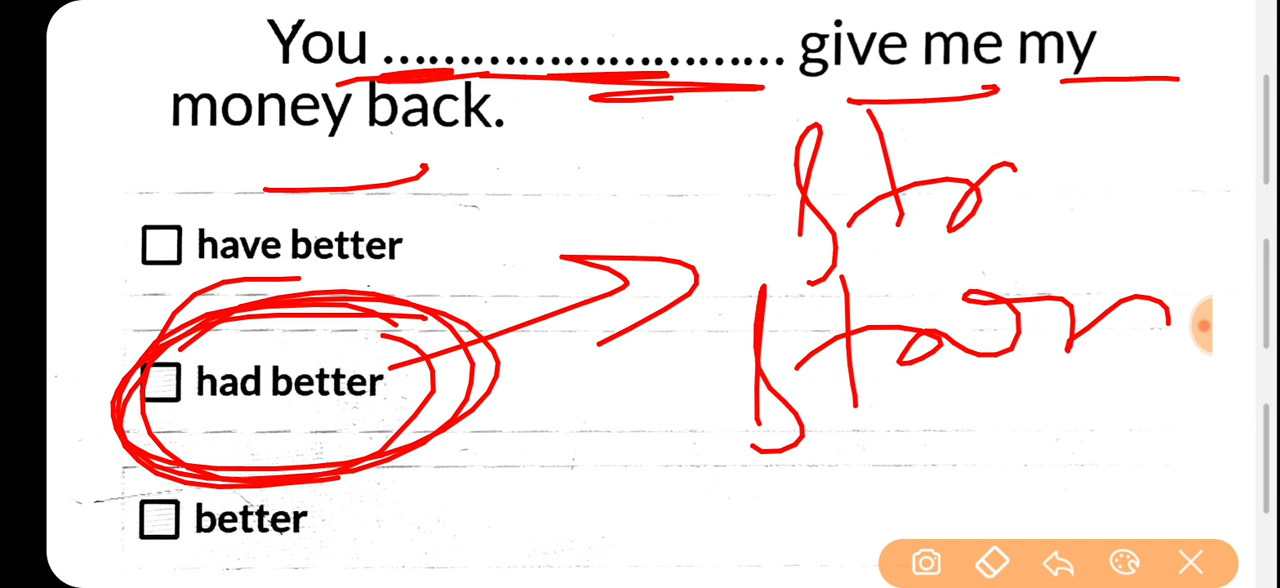 You ................................ give me my
money back.
have better
had better
better